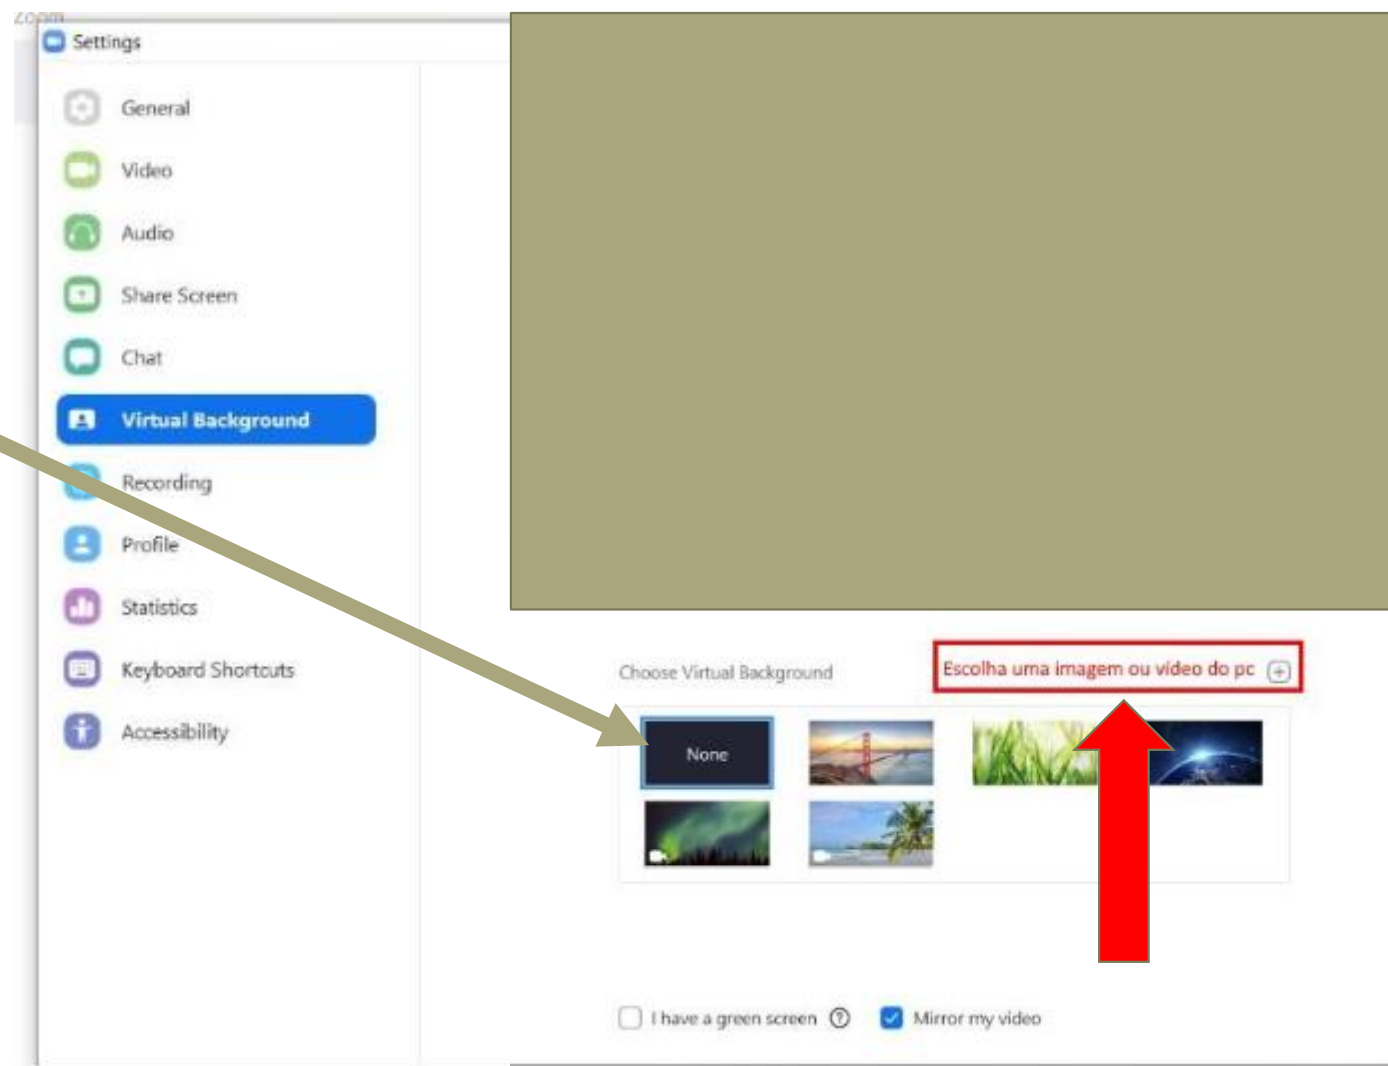 Zoom
Settings
General
Video
Audio
Share Screen
Chat
Virtual Background
Recording
Profile
Statistics
Keyboard Shortcuts
Accessibility
Choose Virtual Background
Escolha uma imagem ou vídeo do pc
None
I have a green screen
Mirror my video